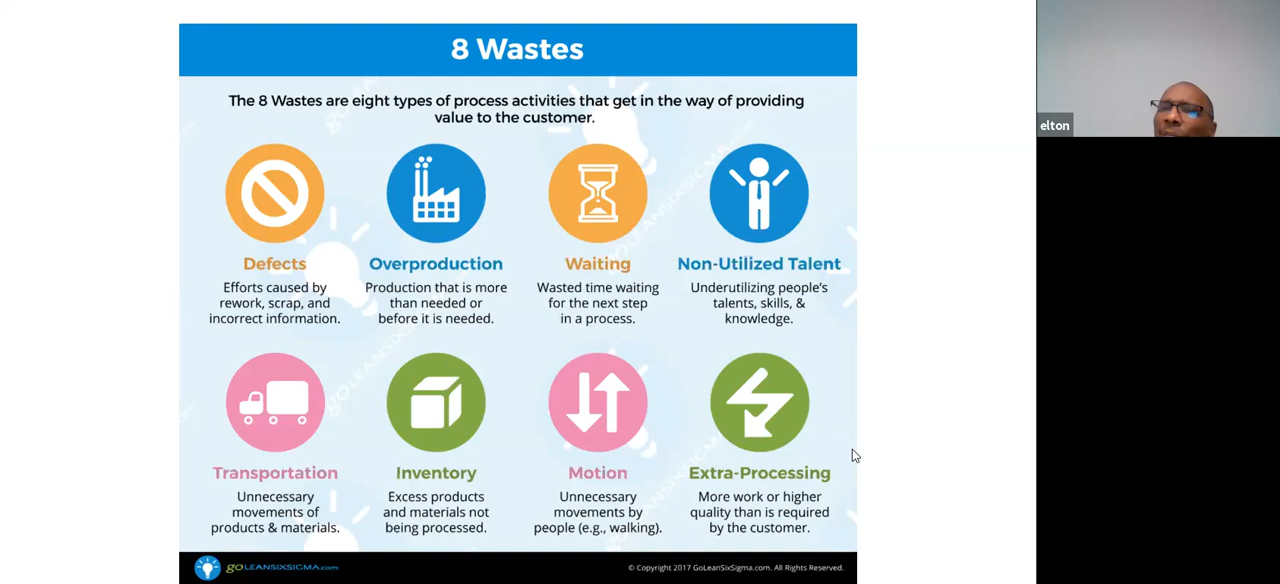 8 Wastes
The 8 Wastes are eight types of process activities that get in the way of providing
value to the customer.
Defects
Efforts caused by
rework, scrap, and
incorrect information.
Overproduction
Production that is more
than needed or
before it is needed.
Waiting
Wasted time waiting
for the next step
in a process.
Non-Utilized Talent
Underutilizing people's
talents, skills, &
knowledge.
Transportation
Unnecessary
movements of
products & materials.
Inventory
Excess products
and materials not
being processed.
Motion
Unnecessary
movements by
people (e.g., walking).
Extra-Processing
More work or higher
quality than is required
by the customer.
goLEANSIXSIGMA.com
© Copyright 2017 GoLeanSixSigma.com. All Rights Reserved.
elton